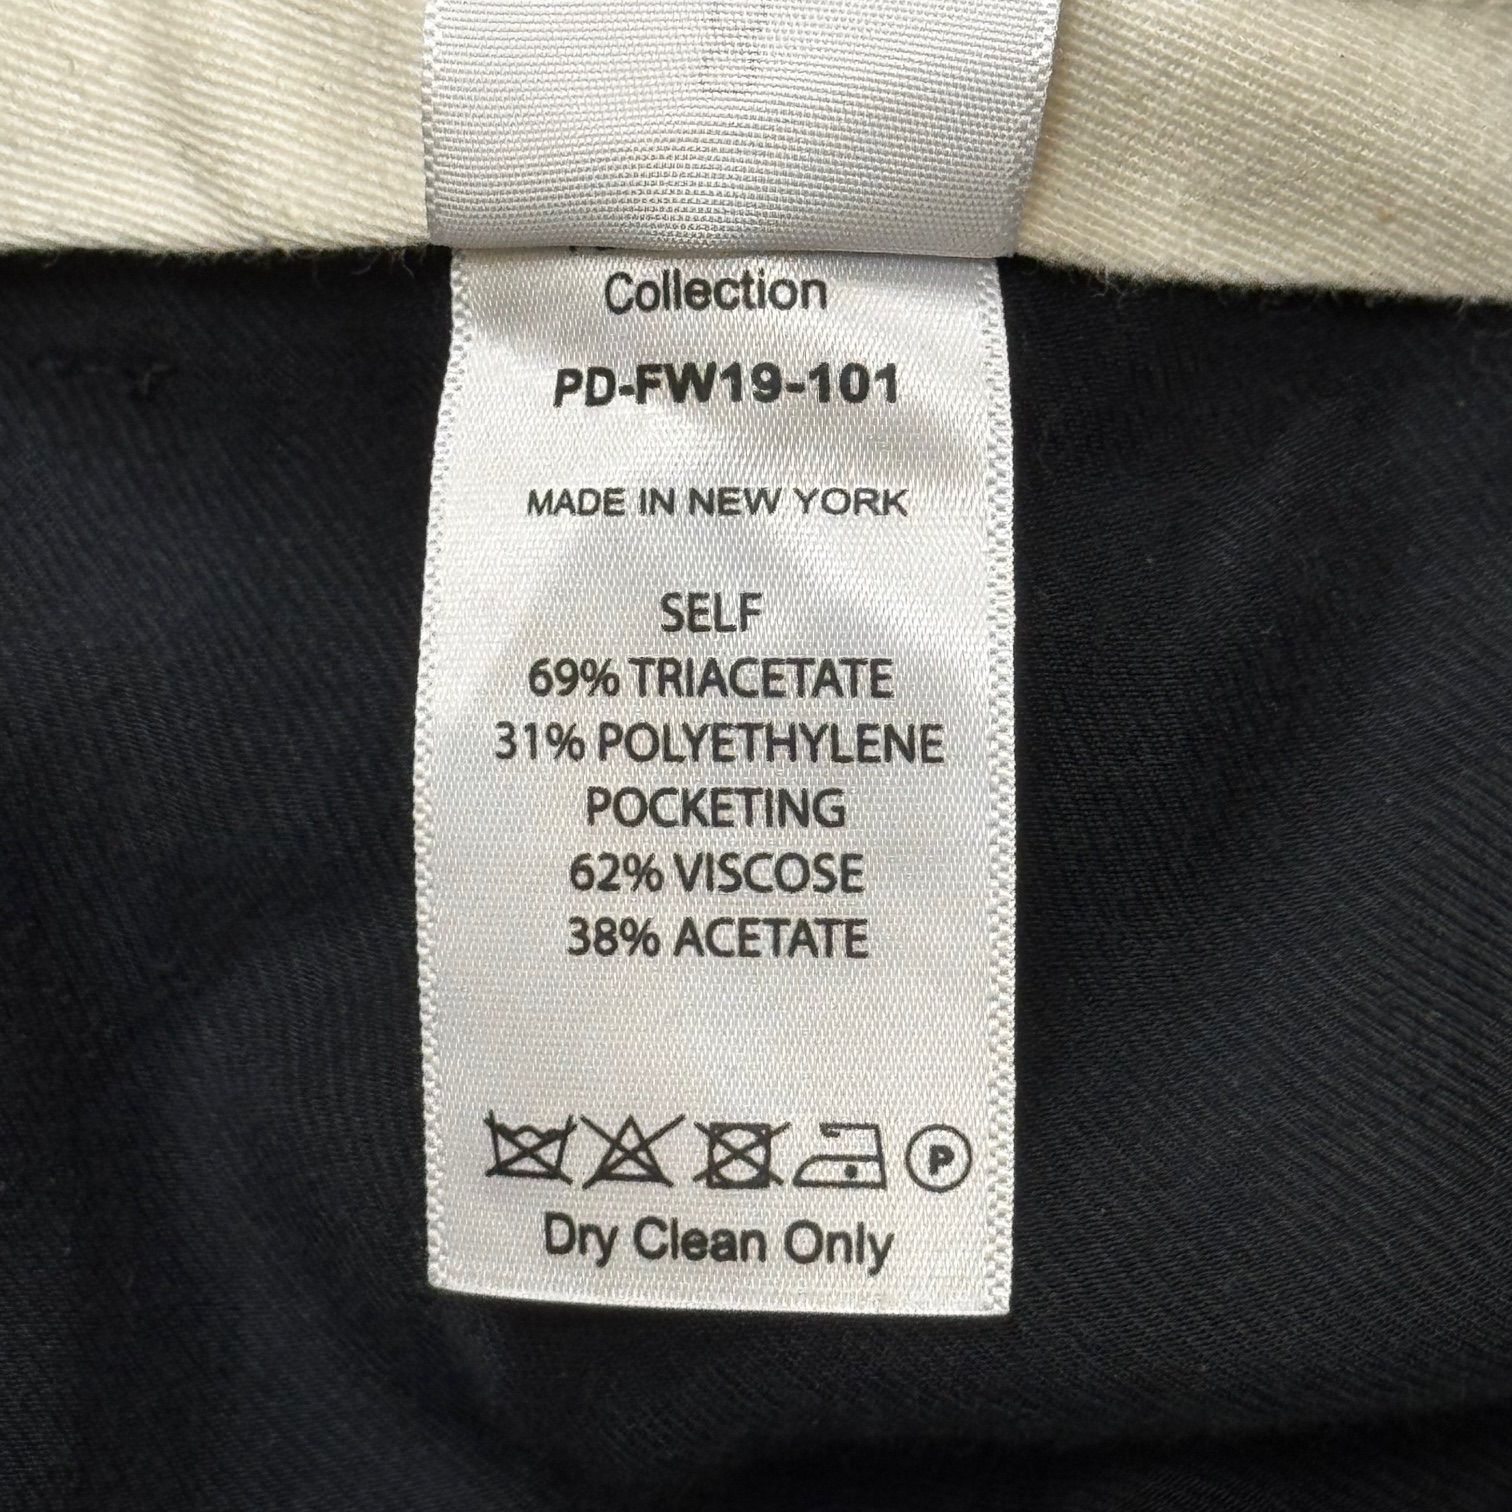 Collection
PD-FW19-101
MADE IN NEW YORK
SELF
69% TRIACETATE
31% POLYETHYLENE
POCKETING
62% VISCOSE
38% ACETATE
P
Dry Clean Only